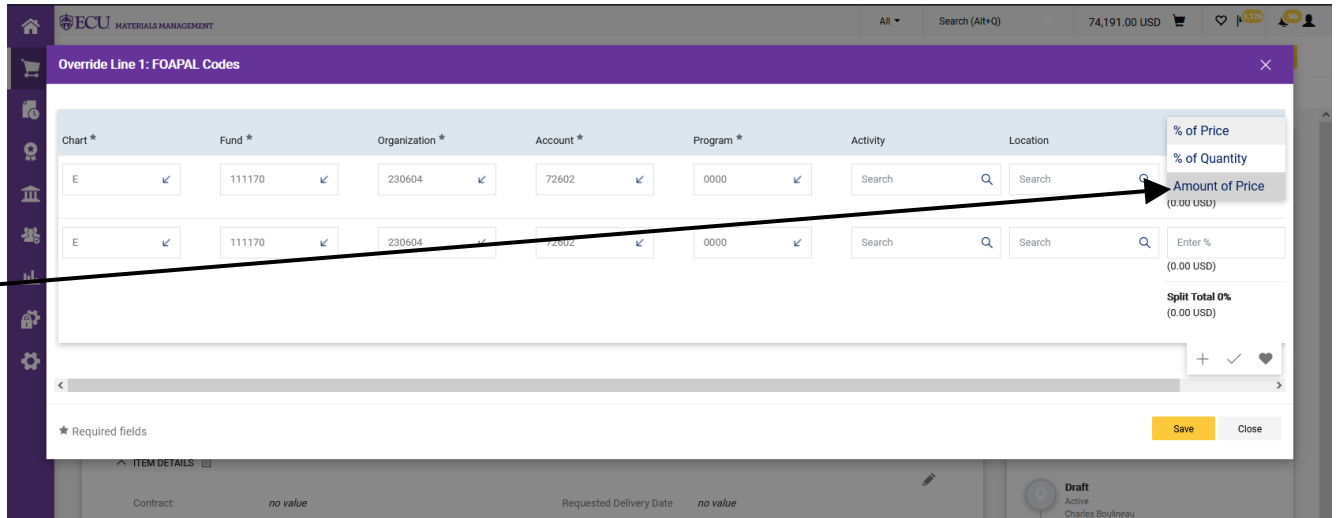 ECU MATERIALS MANAGEMENT All Search (Alt+Q) 74,191.00 USD 96
Override Line 1: FOAPAL Codes
Chart ★ Fund ★ Organization ★ Account ★ Program ★ Activity Location
% of Price
% of Quantity
Amount of Price
E 111170 230604 72602 0000 Search Search
(0.00 USD)
E 111170 230604 72602 0000 Search Search Enter %
(0.00 USD)
Split Total 0%
(0.00 USD)
★ Required fields Save Close
ITEM DETAILS
Contract: no value Requested Delivery Date no value
Draft
Active
Charles Boulineau